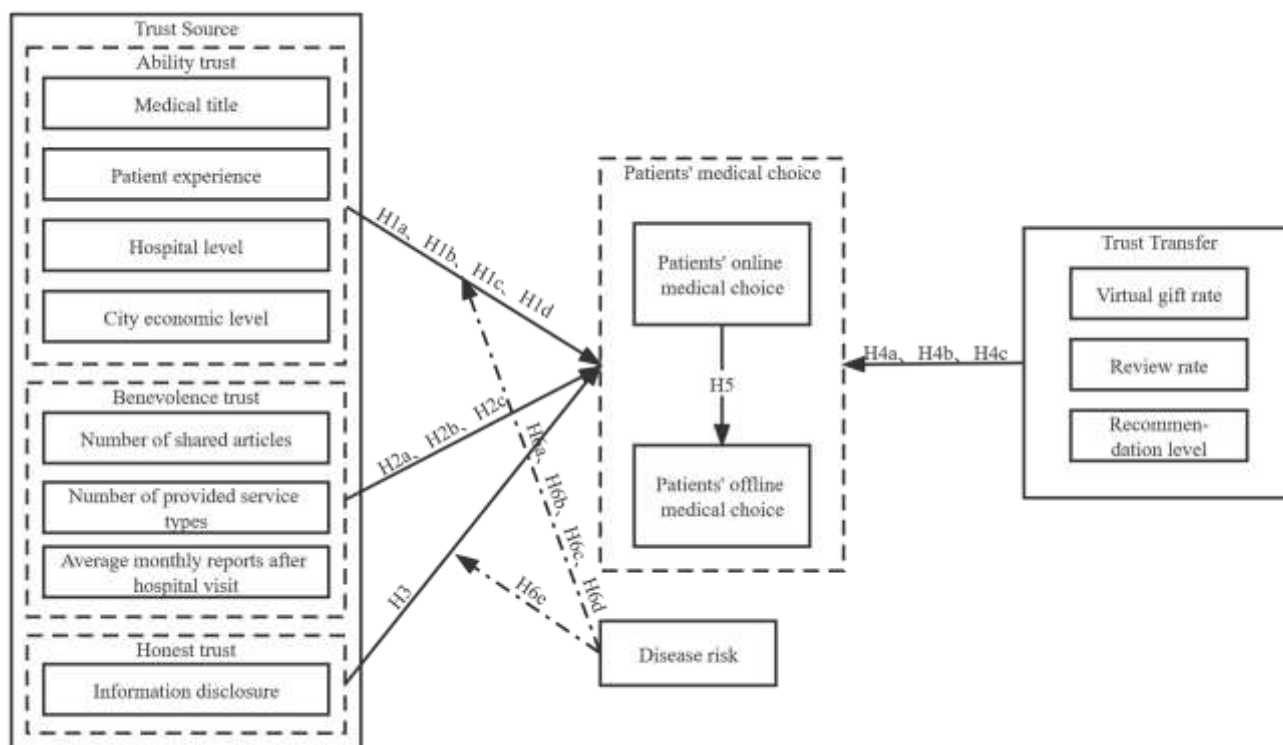 Trust Source
Ability trust
Medical title
Patient experience
Hospital level
City economic level
Benevolence trust
Number of shared articles
Number of provided service
types
Average monthly reports after
hospital visit
Honest trust
Information disclosure
H1a、H1b、H1c、H1d
H2a、H2b、H2c
H3
H6a、H6b、H6c、H6d
H6e
Patients' medical choice
Patients' online
medical choice
H5
Patients' offline
medical choice
Disease risk
H4a、H4b、H4c
Trust Transfer
Virtual gift rate
Review rate
Recommen-
dation level